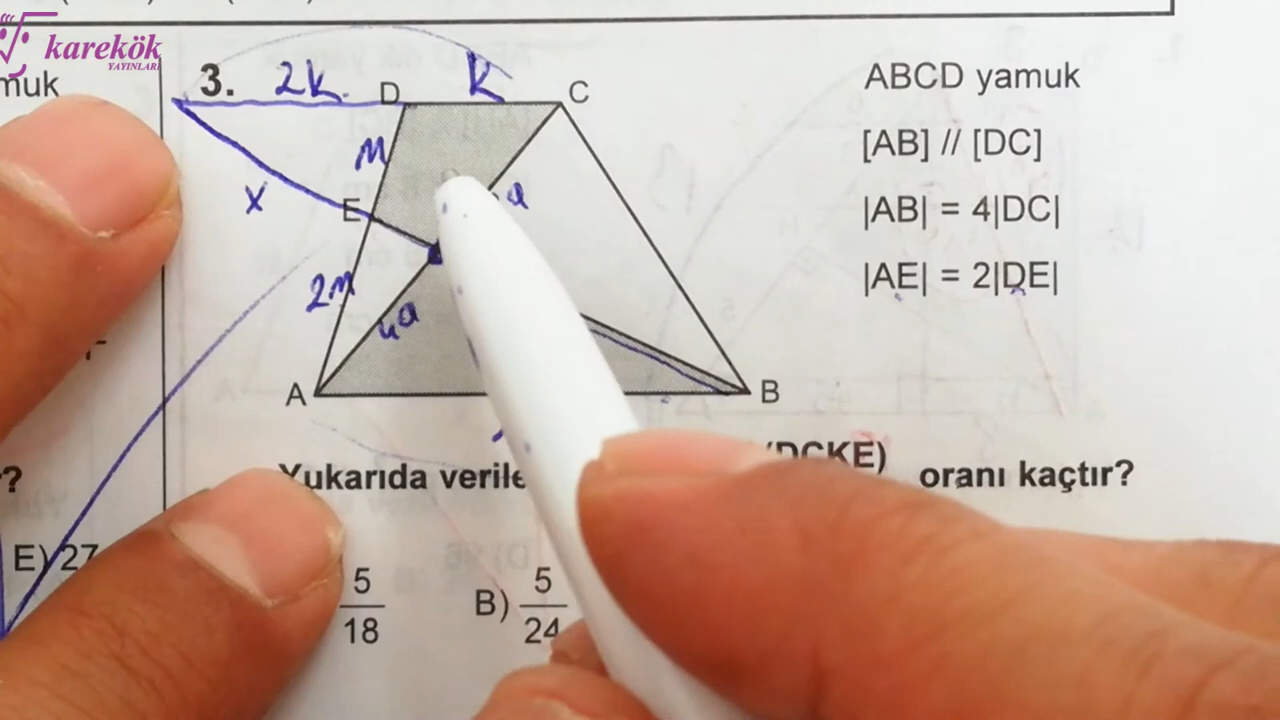 karekök
YAYINLARI
muk
3.
2k
K
D
C
M
x
E
a
2M
4a
A
B
ABCD yamuk
[AB] // [DC]
|AB| = 4|DC|
|AE| = 2|DE|
(DCKE)
Yukarıda
oranı kaçtır?
?
E) 27
5
18
B) 5
24